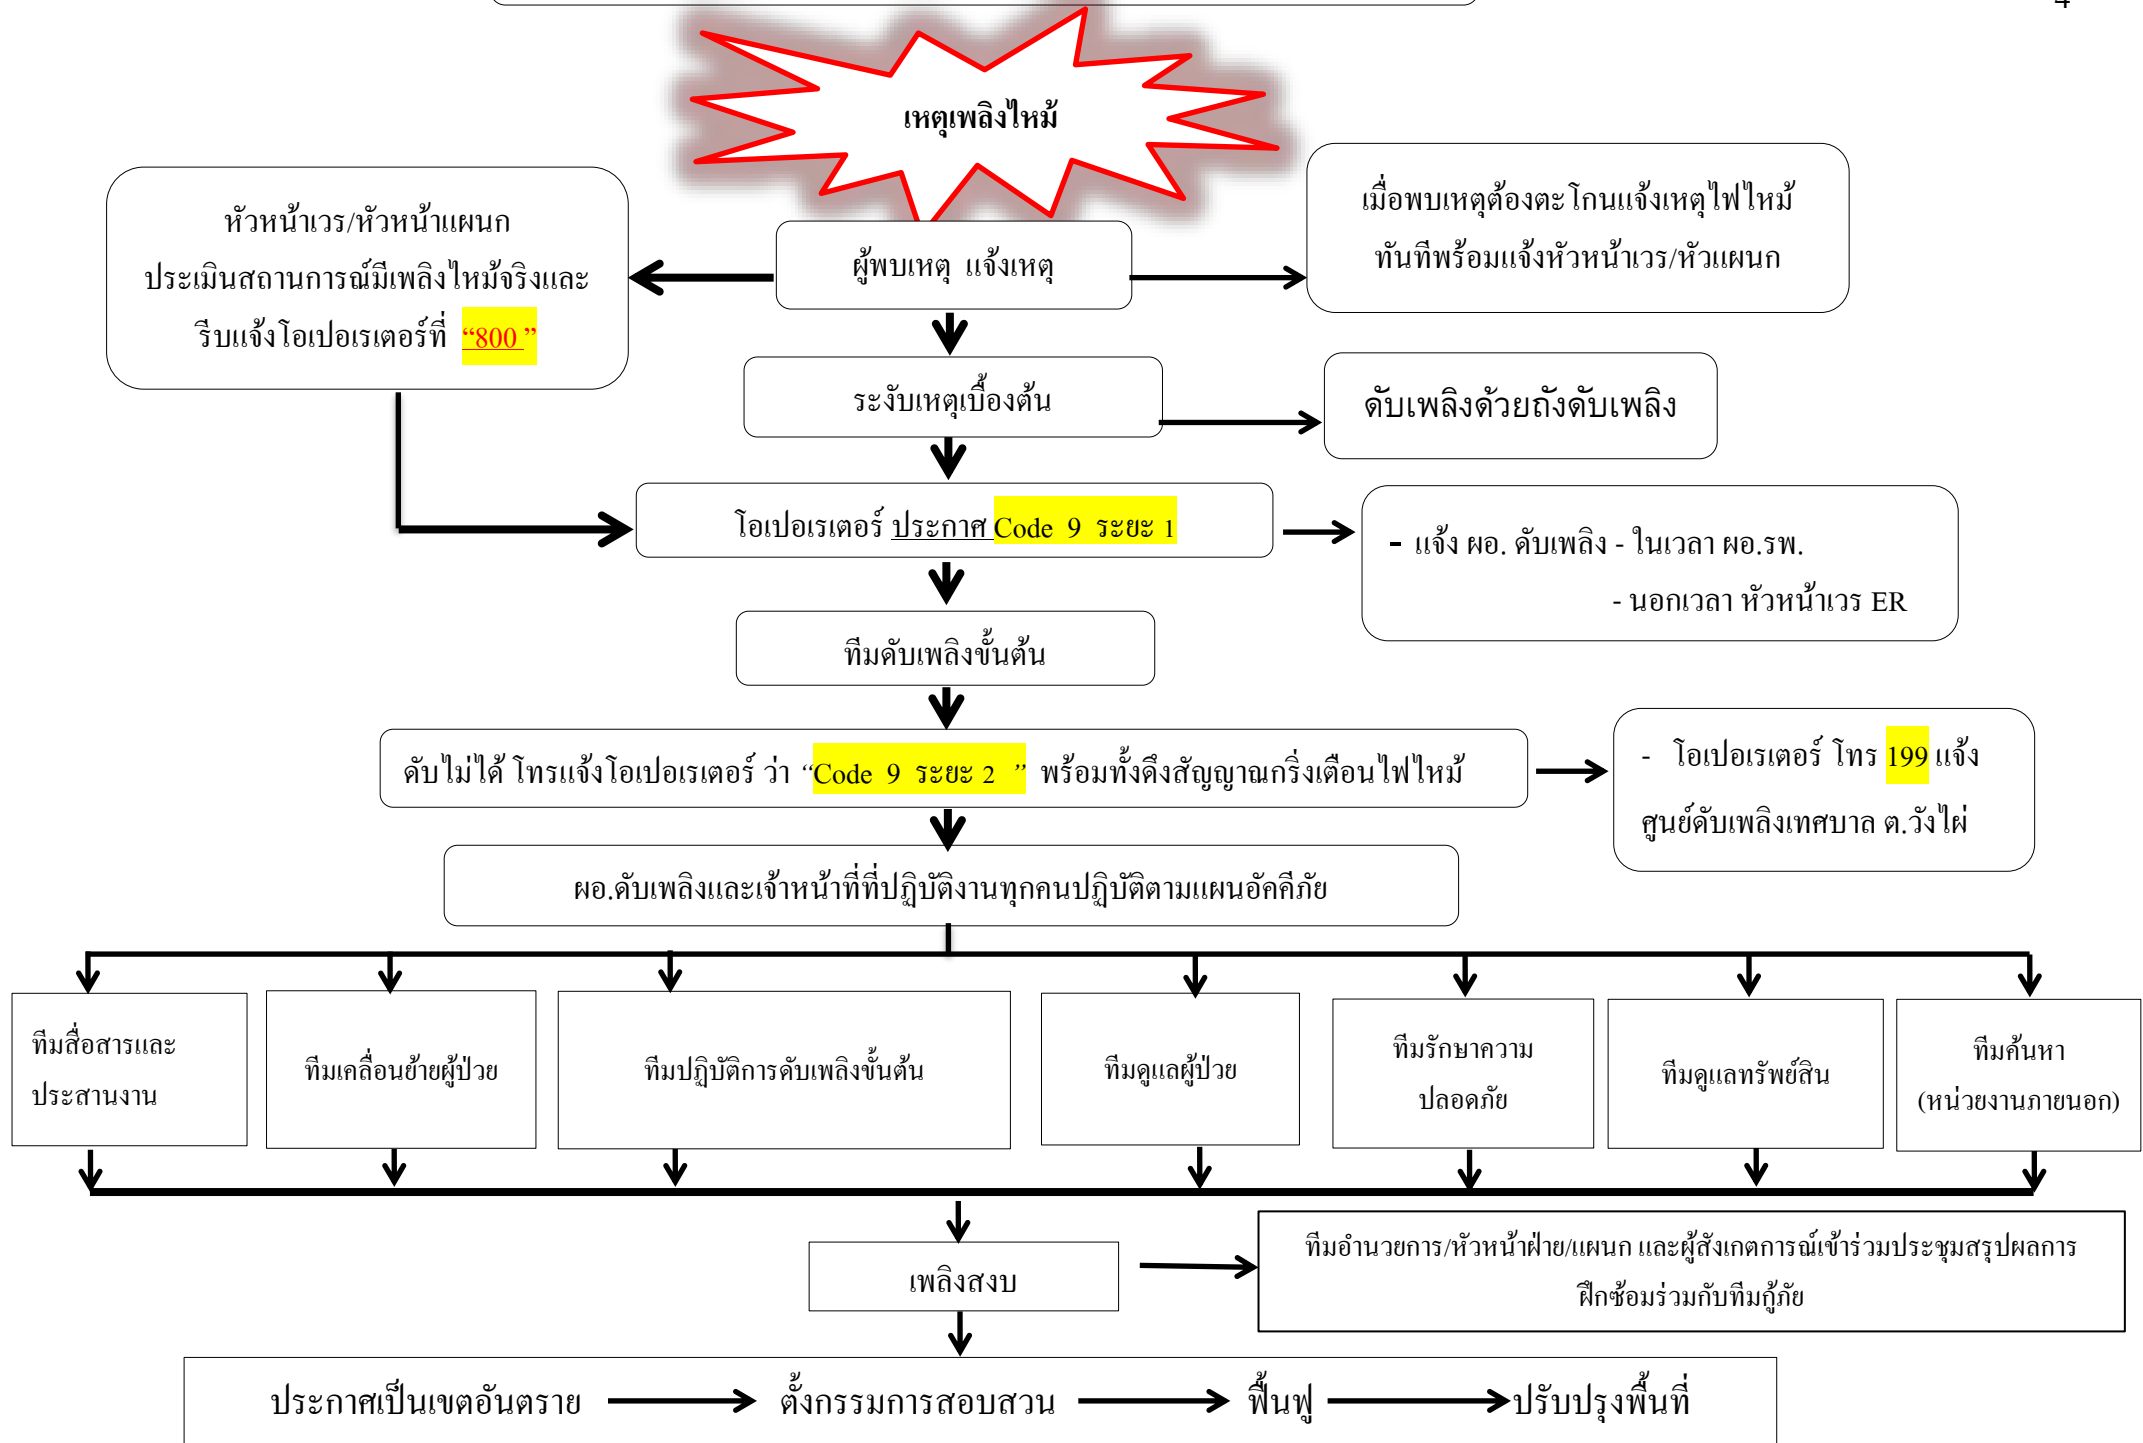 4
เหตุเพลิงไหม้
หัวหน้าเวร/หัวหน้าแผนก
ประเมินสถานการณ์มีเพลิงไหม้จริงและ
รีบแจ้งโอเปอเรเตอร์ที่ “800 ”
ผู้พบเหตุ แจ้งเหตุ
เมื่อพบเหตุต้องตะโกนแจ้งเหตุไฟไหม้
ทันทีพร้อมแจ้งหัวหน้าเวร/หัวแผนก
ระงับเหตุเบื้องต้น
ดับเพลิงด้วยถังดับเพลิง
โอเปอเรเตอร์ ประกาศ Code 9 ระยะ 1
- แจ้ง ผอ. ดับเพลิง - ในเวลา ผอ.รพ.
- นอกเวลา หัวหน้าเวร ER
ทีมดับเพลิงขั้นต้น
ดับไม่ได้ โทรแจ้งโอเปอเรเตอร์ ว่า “Code 9 ระยะ 2 ” พร้อมทั้งดึงสัญญาณกริ่งเตือนไฟไหม้
- โอเปอเรเตอร์ โทร 199 แจ้ง
ศูนย์ดับเพลิงเทศบาล ต.วังไผ่
ผอ.ดับเพลิงและเจ้าหน้าที่ที่ปฏิบัติงานทุกคนปฏิบัติตามแผนอัคคีภัย
ทีมสื่อสารและ
ประสานงาน
ทีมเคลื่อนย้ายผู้ป่วย
ทีมปฏิบัติการดับเพลิงขั้นต้น
ทีมดูแลผู้ป่วย
ทีมรักษาความ
ปลอดภัย
ทีมดูแลทรัพย์สิน
ทีมค้นหา
(หน่วยงานภายนอก)
เพลิงสงบ
ทีมอำนวยการ/หัวหน้าฝ่าย/แผนก และผู้สังเกตการณ์เข้าร่วมประชุมสรุปผลการ
ฝึกซ้อมร่วมกับทีมกู้ภัย
ประกาศเป็นเขตอันตราย ตั้งกรรมการสอบสวน ฟื้นฟู ปรับปรุงพื้นที่